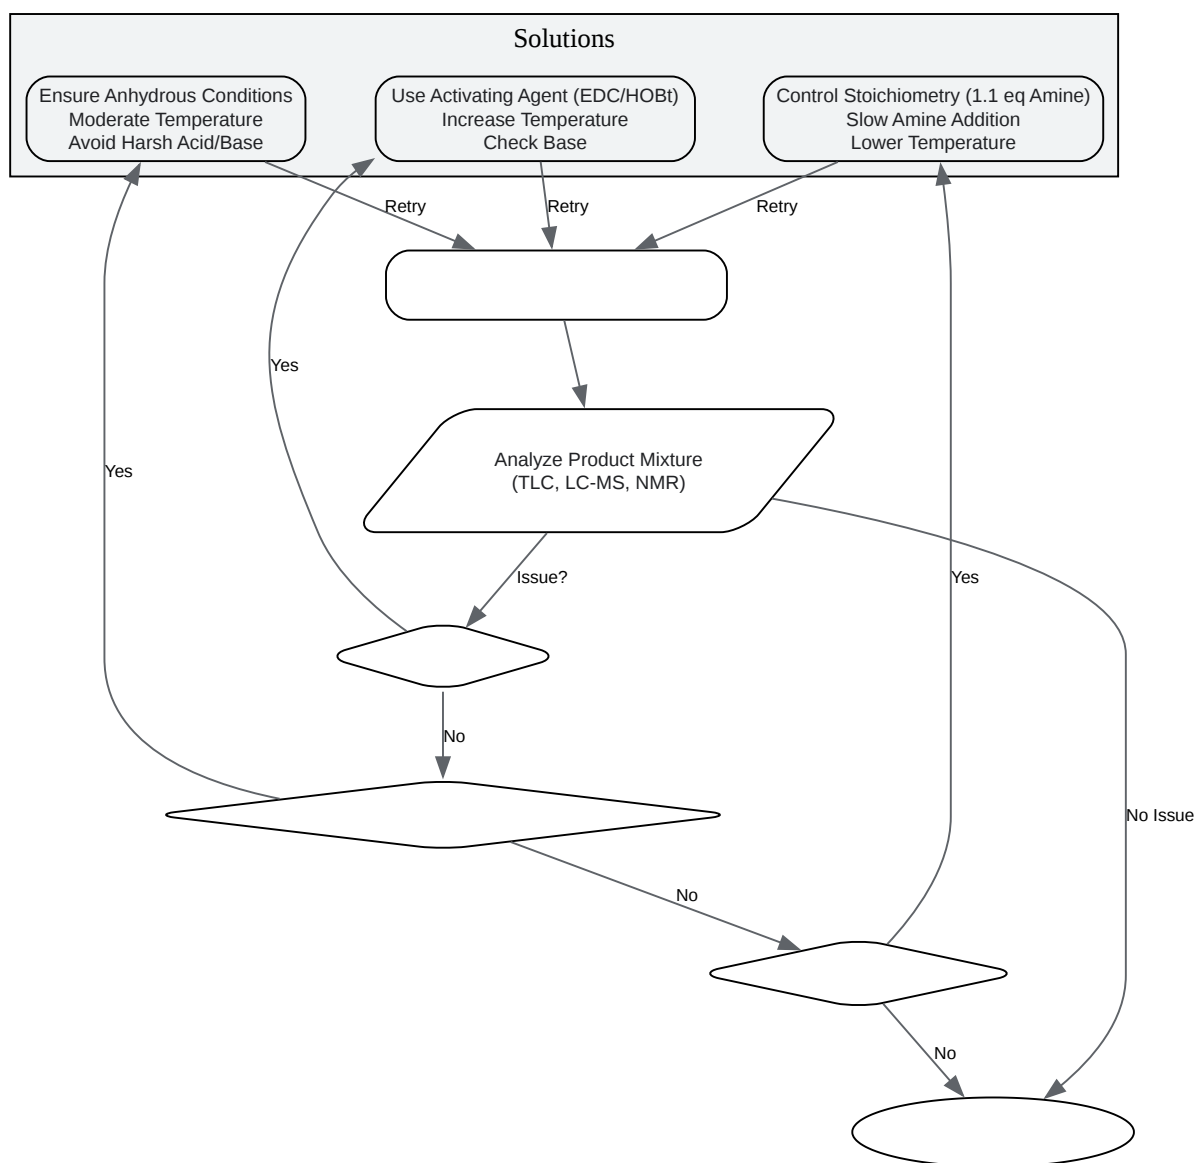 Solutions
Ensure Anhydrous Conditions
Moderate Temperature
Avoid Harsh Acid/Base
Use Activating Agent (EDC/HOBt)
Increase Temperature
Check Base
Control Stoichiometry (1.1 eq Amine)
Slow Amine Addition
Lower Temperature
Retry
Retry
Retry
Yes
Analyze Product Mixture
(TLC, LC-MS, NMR)
Yes
Issue?
Yes
No
No Issue
No
No